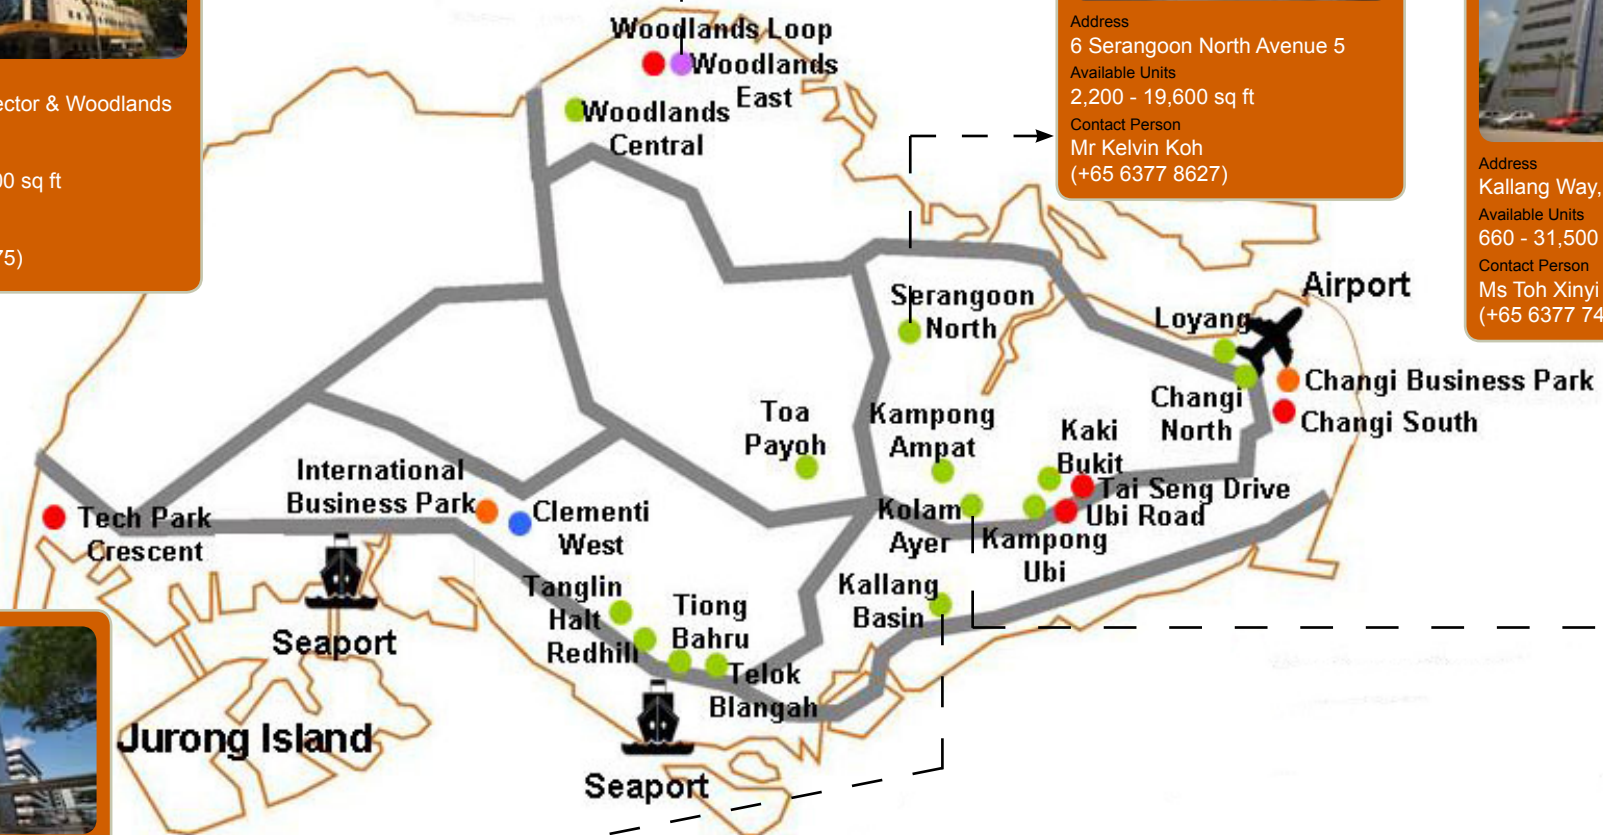 ector & Woodlands
00 sq ft
75)
Woodlands Loop
Woodlands
East
Woodlands
Central
Address
6 Serangoon North Avenue 5
Available Units
2,200 - 19,600 sq ft
Contact Person
Mr Kelvin Koh
(+65 6377 8627)
Address
Kallang Way,
Available Units
660 - 31,500
Contact Person
Ms Toh Xinyi
(+65 6377 74
Airport
Serangoon
North
Loyang
Changi
North
Changi Business Park
Changi South
Toa
Payoh
Kampong
Ampat
Kaki
Bukit
Tai Seng Drive
Ubi Road
Kolam
Ayer
Kampong
Ubi
Kallang
Basin
International
Business Park
Clementi
West
Tech Park
Crescent
Seaport
Tanglin
Halt
Redhill
Tiong
Bahru
Telok
Blangah
Jurong Island
Seaport